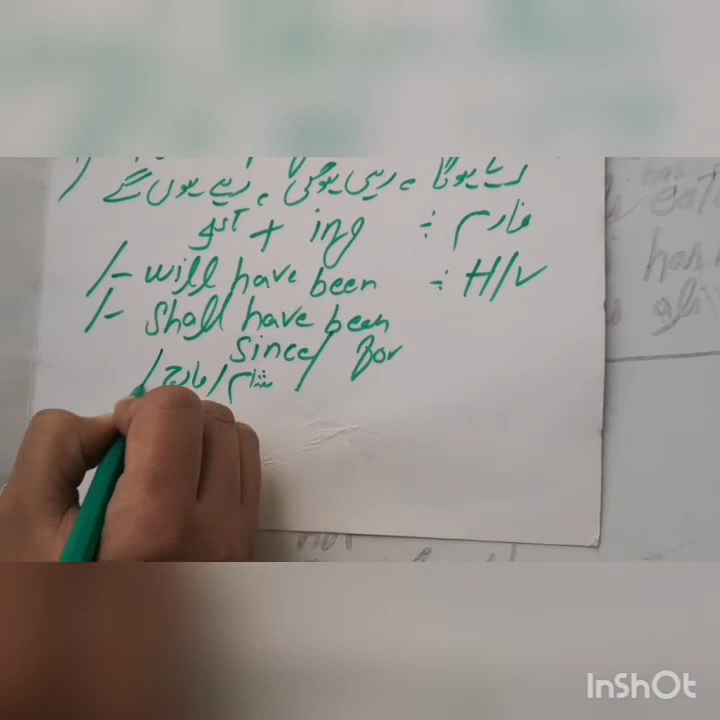 رہا ہوگا ، رہی ہوگی ، رہے ہوں گے
فارم :- ing +
H/V :- /- will have been
/- Shall have been
Since/ for
شام / مارچ /
has
InShOt